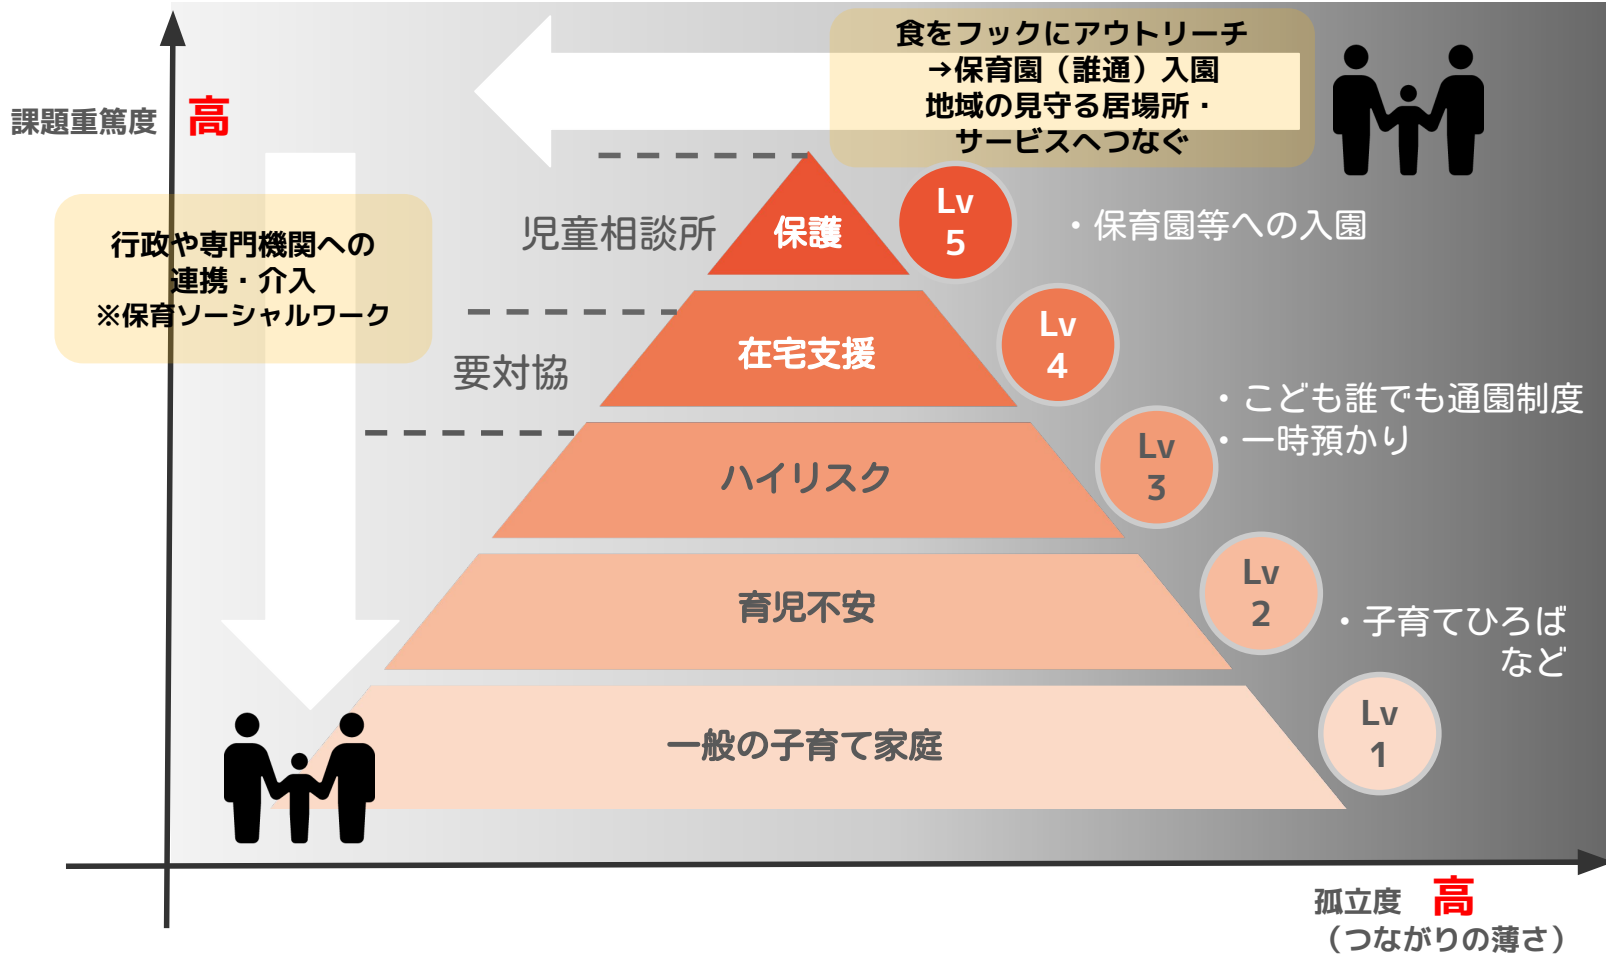 食をフックにアウトリーチ
→保育園（誰通）入園
地域の見守る居場所・
サービスへつなぐ
課題重篤度 高
行政や専門機関への
連携・介入
※保育ソーシャルワーク
児童相談所
保護
Lv
5
・保育園等への入園
要対協
在宅支援
Lv
4
・こども誰でも通園制度
・一時預かり
ハイリスク
Lv
3
育児不安
Lv
2
・子育てひろば
など
一般の子育て家庭
Lv
1
孤立度 高
（つながりの薄さ）